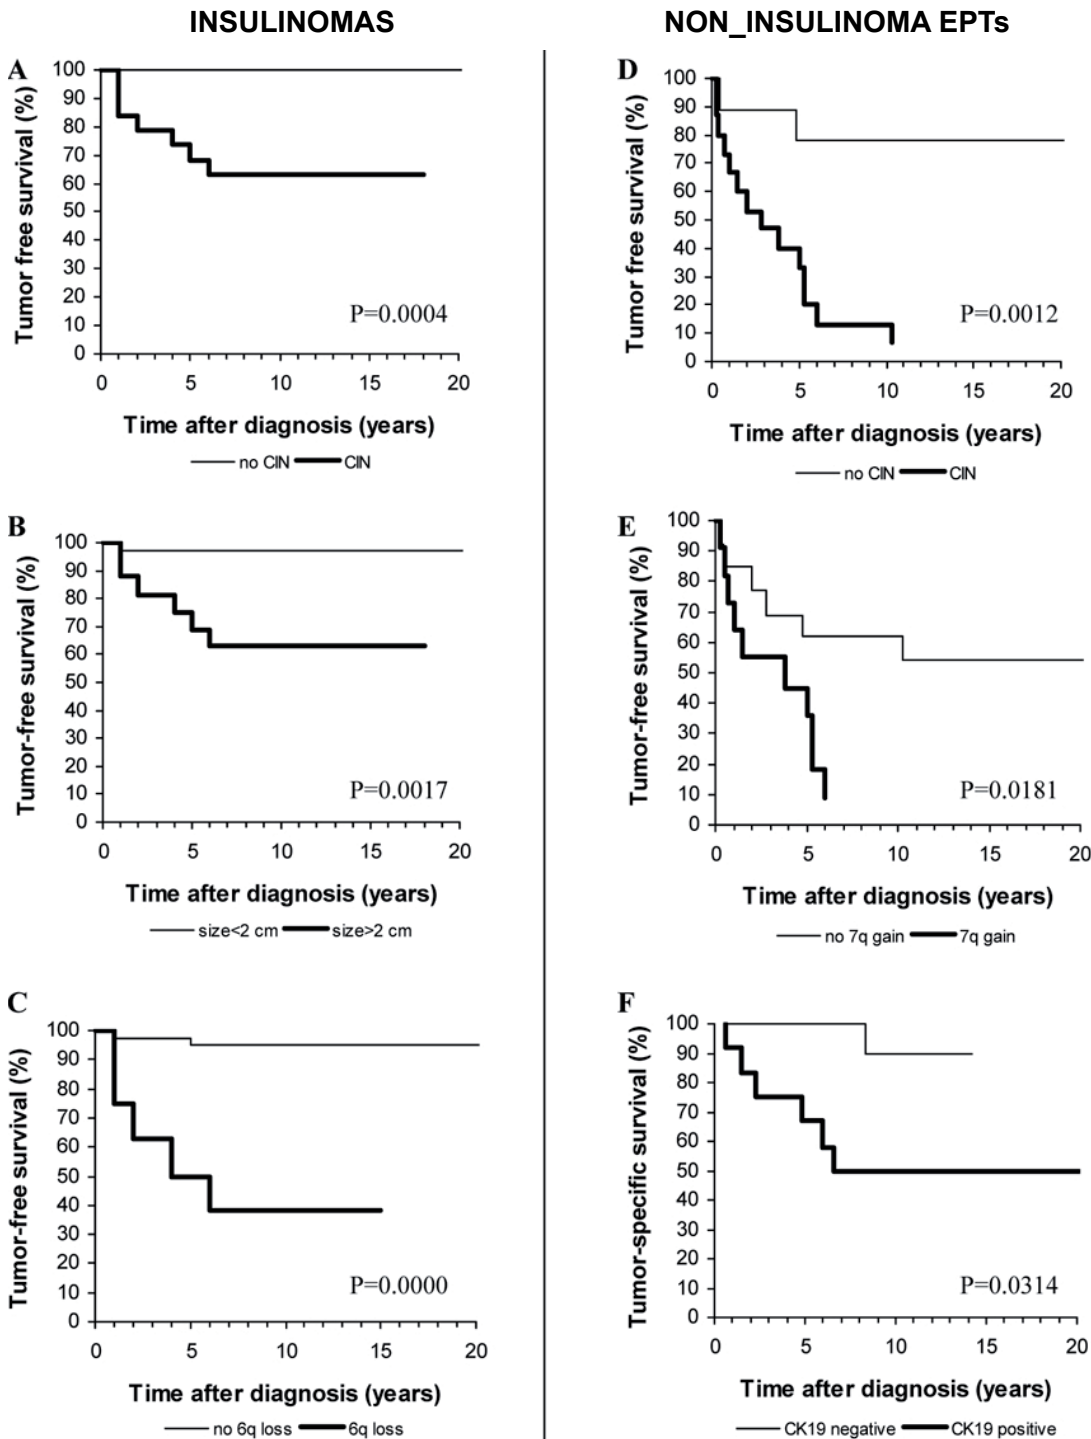 INSULINOMAS
NON_INSULINOMA EPTs
A
Tumor free survival (%)
100
90
80
70
60
50
40
30
20
10
0
P=0.0004
0 5 10 15 20
Time after diagnosis (years)
no CIN CIN
B
Tumor-free survival (%)
100
90
80
70
60
50
40
30
20
10
0
P=0.0017
0 5 10 15 20
Time after diagnosis (years)
size<2 cm size>2 cm
C
Tumor-free survival (%)
100
90
80
70
60
50
40
30
20
10
0
P=0.0000
0 5 10 15 20
Time after diagnosis (years)
no 6q loss 6q loss
D
Tumor free survival (%)
100
90
80
70
60
50
40
30
20
10
0
P=0.0012
0 5 10 15 20
Time after diagnosis (years)
no CIN CIN
E
Tumor-free survival (%)
100
90
80
70
60
50
40
30
20
10
0
P=0.0181
0 5 10 15 20
Time after diagnosis (years)
no 7q gain 7q gain
F
Tumor-specific survival (%)
100
90
80
70
60
50
40
30
20
10
0
P=0.0314
0 5 10 15 20
Time after diagnosis (years)
CK19 negative CK19 positive